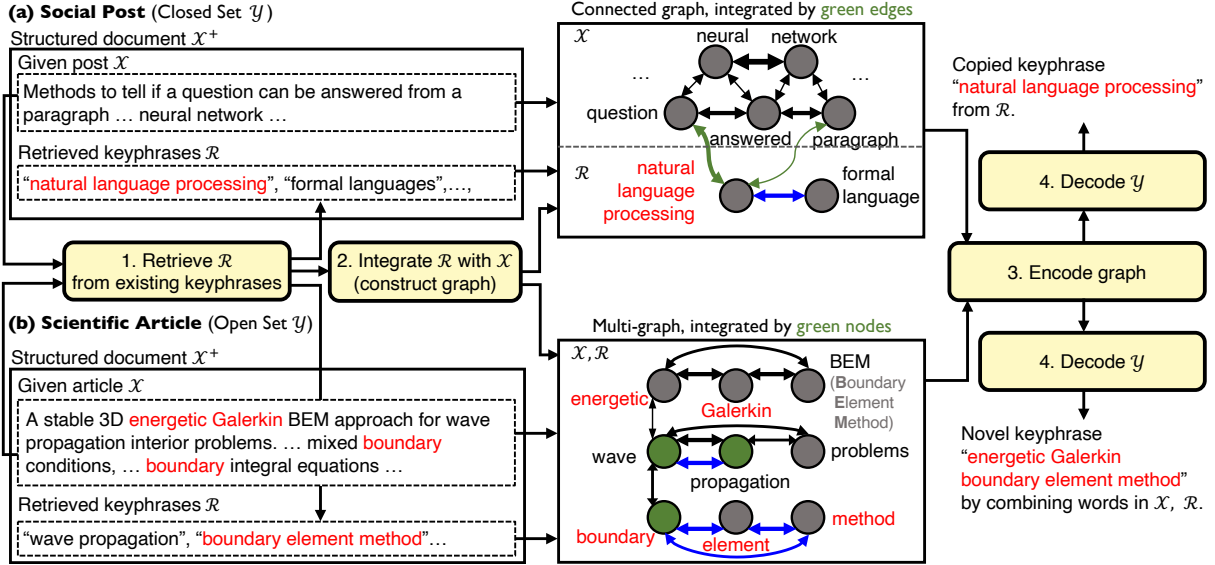 (a) Social Post (Closed Set 𝒴)
Structured document 𝒳⁺
Given post 𝒳
Methods to tell if a question can be answered from a
paragraph … neural network …
Retrieved keyphrases ℛ
“natural language processing”, “formal languages”,…,
1. Retrieve ℛ
from existing keyphrases
2. Integrate ℛ with 𝒳
(construct graph)
(b) Scientific Article (Open Set 𝒴)
Structured document 𝒳⁺
Given article 𝒳
A stable 3D energetic Galerkin BEM approach for wave
propagation interior problems. … mixed boundary
conditions, … boundary integral equations …
Retrieved keyphrases ℛ
“wave propagation”, “boundary element method”…
Connected graph, integrated by green edges
𝒳
neural
network
…
…
question
answered
paragraph
ℛ
natural
language
processing
formal
language
Multi-graph, integrated by green nodes
𝒳, ℛ
BEM
(Boundary
Element
Method)
energetic
Galerkin
wave
propagation
problems
boundary
element
method
Copied keyphrase
“natural language processing”
from ℛ.
4. Decode 𝒴
3. Encode graph
4. Decode 𝒴
Novel keyphrase
“energetic Galerkin
boundary element method”
by combining words in 𝒳, ℛ.